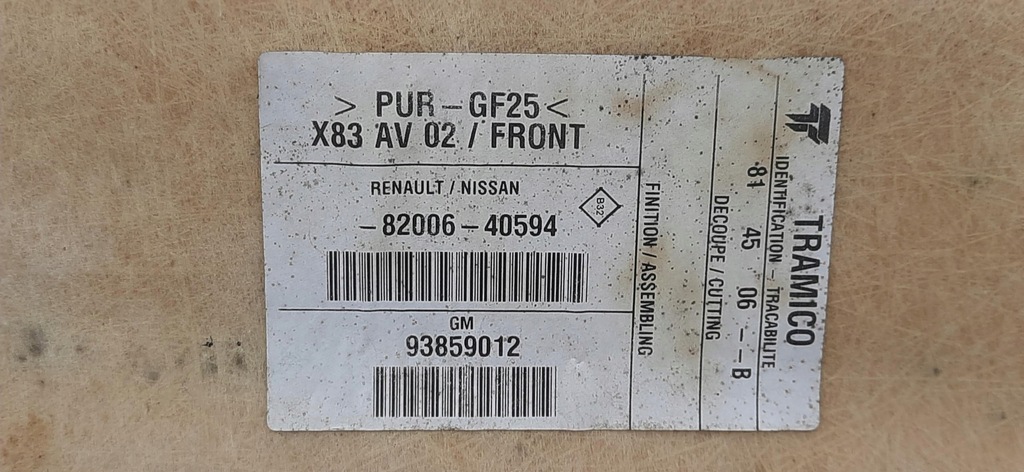 > PUR-GF25<
X83 AV 02 / FRONT
RENAULT / NISSAN
B32
-82006-40594
GM
93859012
FINITION / ASSEMBLING
DECOUPE / CUTTING
81 45 06 - - B
IDENTIFICATION - TRACABILITE
TRAMICO